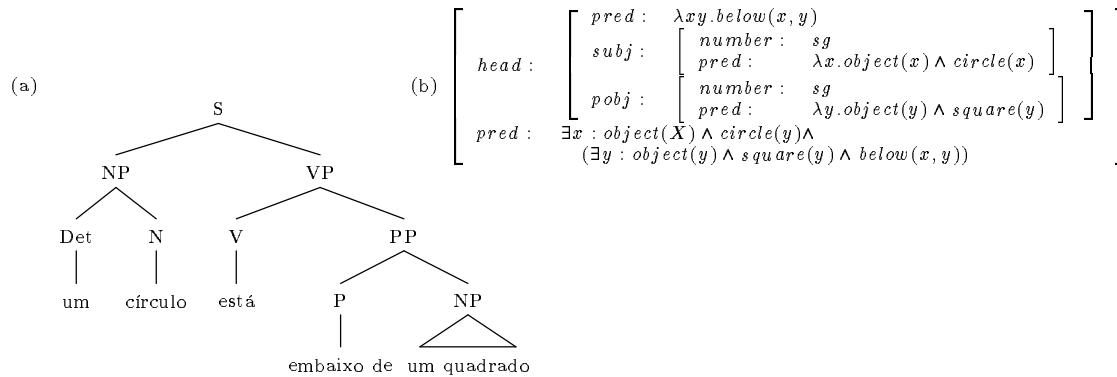 (a)
S
NP VP
Det N V PP
um círculo está P NP
embaixo de um quadrado
(b)
head : pred : λxy.below(x, y)
subj : number : sg
pred : λx.object(x) ∧ circle(x)
pobj : number : sg
pred : λy.object(y) ∧ square(y)
pred : ∃x : object(X) ∧ circle(y)∧
(∃y : object(y) ∧ square(y) ∧ below(x, y))